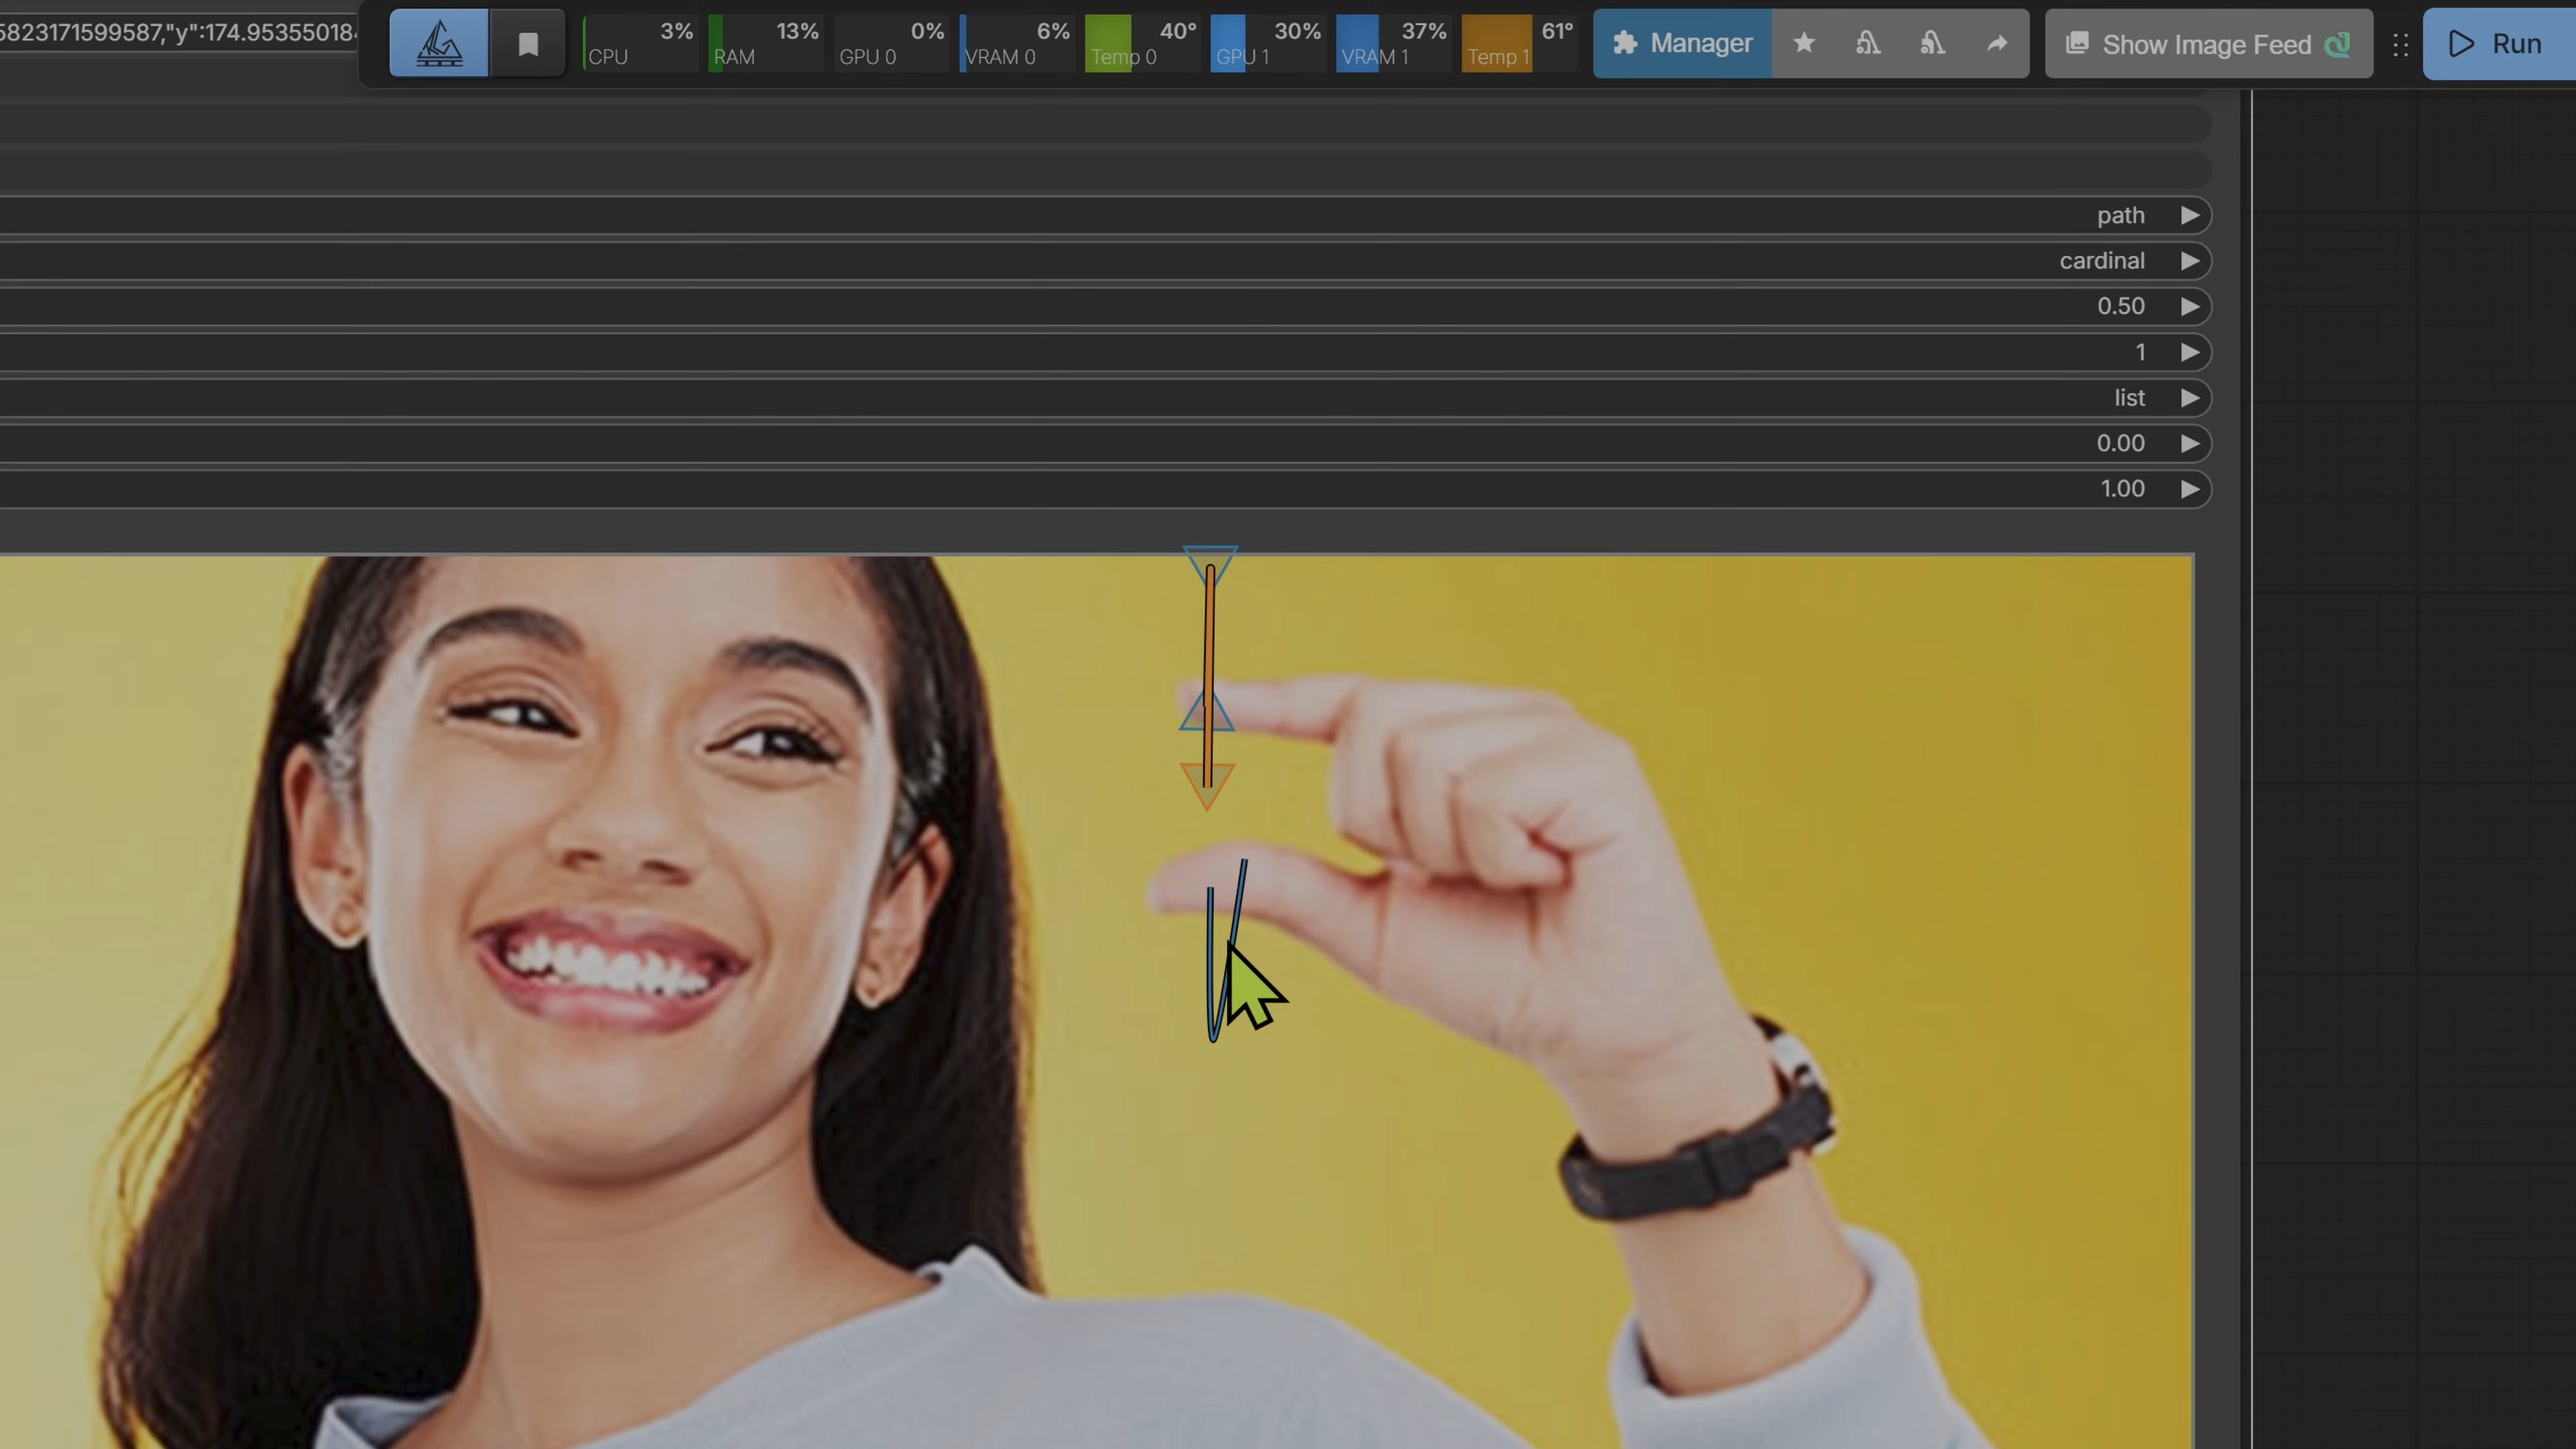 5823171599587,"y":174.953550184
3% CPU
13% RAM
0% GPU 0
6% VRAM 0
40° Temp 0
30% GPU 1
37% VRAM 1
61° Temp 1
Manager
Show Image Feed
Run
path
cardinal
0.50
1
list
0.00
1.00